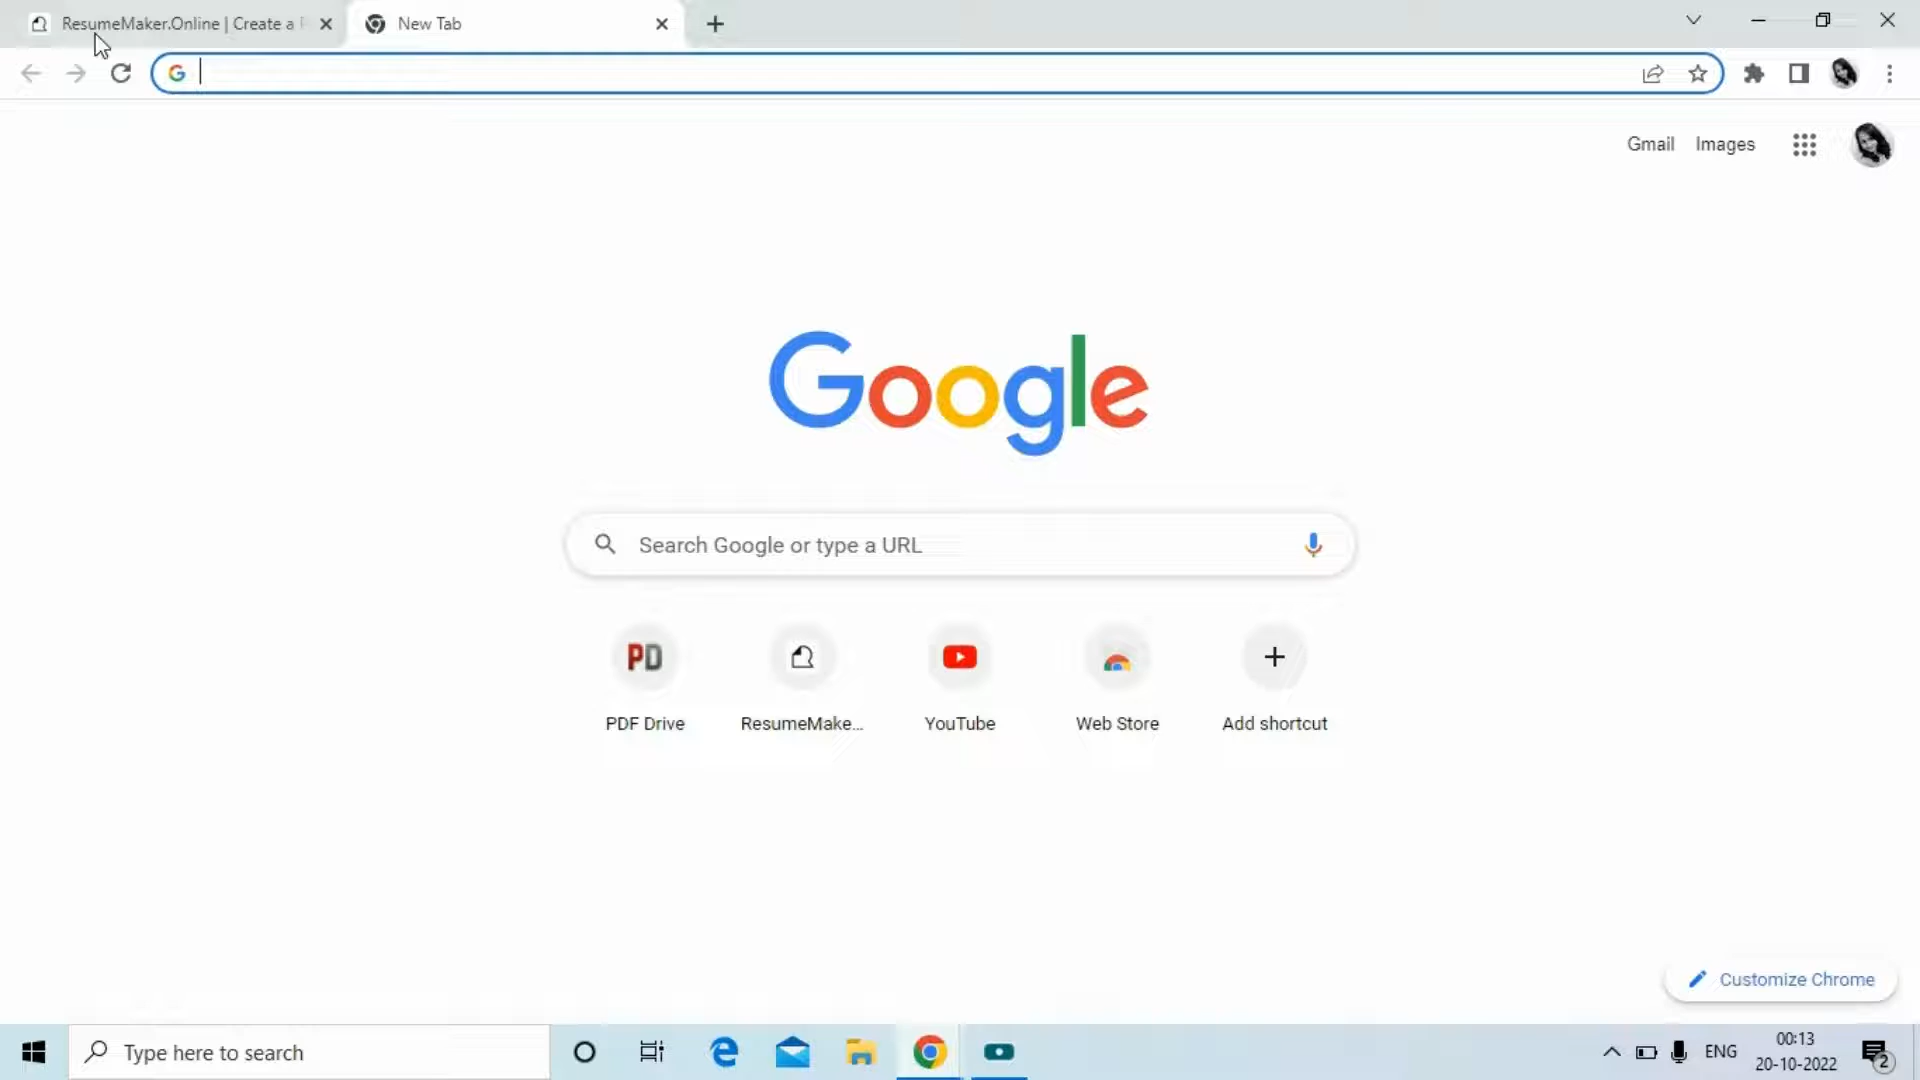 ResumeMaker.Online | Create a
New Tab
Gmail
Images
Google
Search Google or type a URL
PD
PDF Drive
ResumeMake...
YouTube
Web Store
Add shortcut
Customize Chrome
Type here to search
ENG
00:13
20-10-2022
2